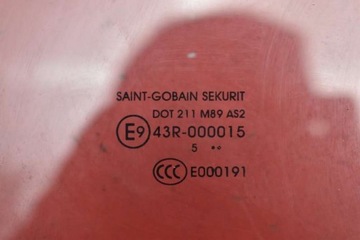 SAINT-GOBAIN SEKURIT
DOT 211 M89 AS2
E9 43R-000015
5 ••
CCC E000191